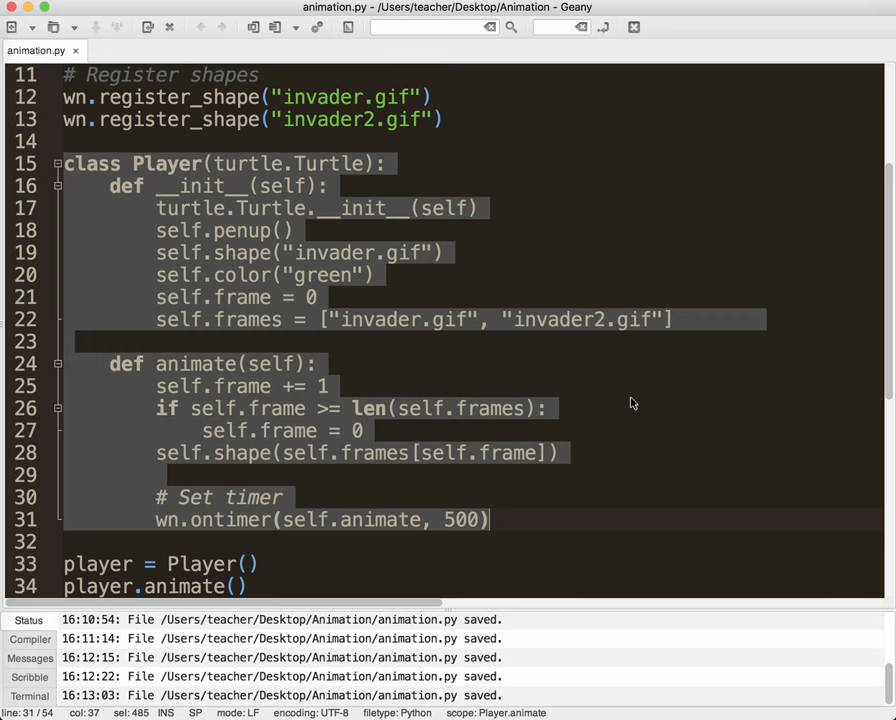 animation.py - /Users/teacher/Desktop/Animation - Geany
animation.py ×
11 # Register shapes
12 wn.register_shape("invader.gif")
13 wn.register_shape("invader2.gif")
14
15 class Player(turtle.Turtle):
16 def __init__(self):
17 turtle.Turtle.__init__(self)
18 self.penup()
19 self.shape("invader.gif")
20 self.color("green")
21 self.frame = 0
22 self.frames = ["invader.gif", "invader2.gif"]
23
24 def animate(self):
25 self.frame += 1
26 if self.frame >= len(self.frames):
27 self.frame = 0
28 self.shape(self.frames[self.frame])
29
30 # Set timer
31 wn.ontimer(self.animate, 500)
32
33 player = Player()
34 player.animate()
Status
Compiler
Messages
Scribble
Terminal
16:10:54: File /Users/teacher/Desktop/Animation/animation.py saved.
16:11:14: File /Users/teacher/Desktop/Animation/animation.py saved.
16:12:15: File /Users/teacher/Desktop/Animation/animation.py saved.
16:12:22: File /Users/teacher/Desktop/Animation/animation.py saved.
16:13:03: File /Users/teacher/Desktop/Animation/animation.py saved.
line: 31 / 54 col: 37 sel: 485 INS SP mode: LF encoding: UTF-8 filetype: Python scope: Player.animate